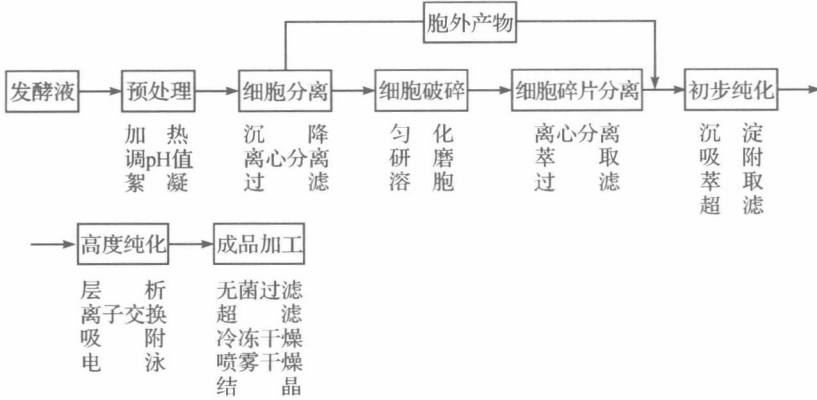 胞外产物
发酵液 预处理 细胞分离 细胞破碎 细胞碎片分离 初步纯化
加热 沉降 匀化 离心分离 沉淀
调pH值 离心分离 研磨 萃取 吸附
絮凝 过滤 溶胞 过滤 萃取
超滤
高度纯化 成品加工
层析 无菌过滤
离子交换 超滤
吸附 冷冻干燥
电泳 喷雾干燥
结晶